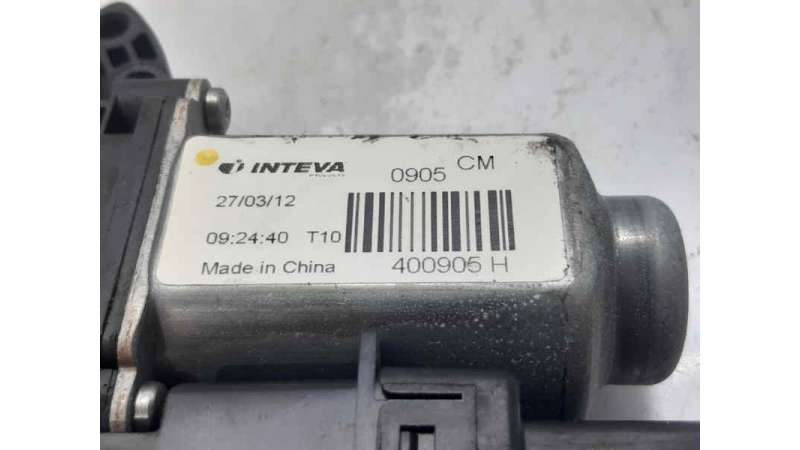 INTEVA
0905 CM
27/03/12
09:24:40 T10
Made in China
400905 H